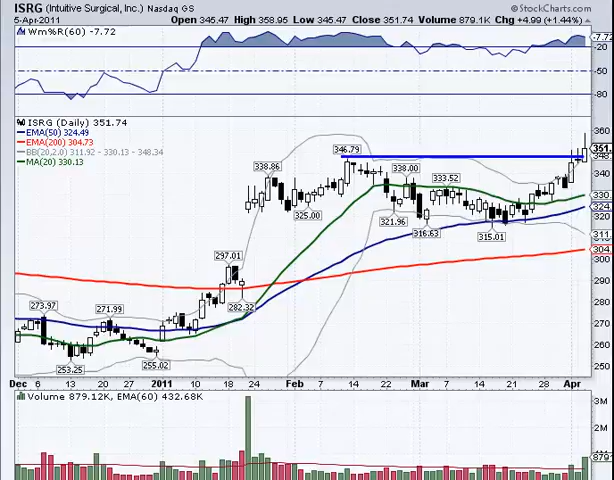 ISRG (Intuitive Surgical, Inc.) Nasdaq GS © StockCharts.com
5-Apr-2011 Open 345.47 High 358.95 Low 345.47 Close 351.74 Volume 879.1K Chg +4.99 (+1.44%)
Wm%R(60) -7.72
-7.72
-20
-50
-80
ISRG (Daily) 351.74
EMA(50) 324.49
EMA(200) 304.73
BB(20,2.0) 311.92 - 330.13 - 348.34
MA(20) 330.13
360
351.
346.79
348
338.86
338.00
340
333.52
330
325.00
324.
321.96
320
316.63
315.01
311.
304.
297.01
290
282.32
280
273.97
271.99
270
260
255.02
253.25
250
Dec 6 13 20 2011 10 18 24 Feb 7 14 22 Mar 7 14 21 28 Apr
Volume 879.12K, EMA(60) 432.68K
3M
2M
1M
879